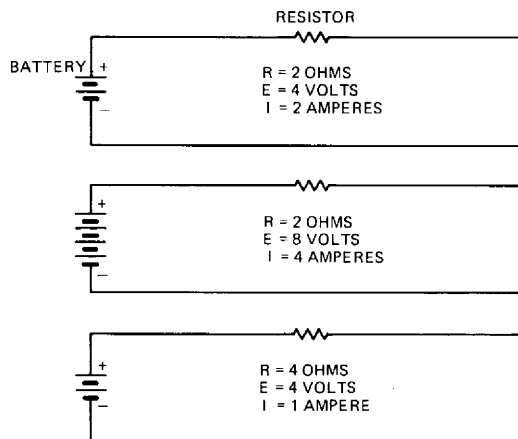 RESISTOR
BATTERY
+
R = 2 OHMS
E = 4 VOLTS
I = 2 AMPERES
−
+
R = 2 OHMS
E = 8 VOLTS
I = 4 AMPERES
−
+
R = 4 OHMS
E = 4 VOLTS
I = 1 AMPERE
−